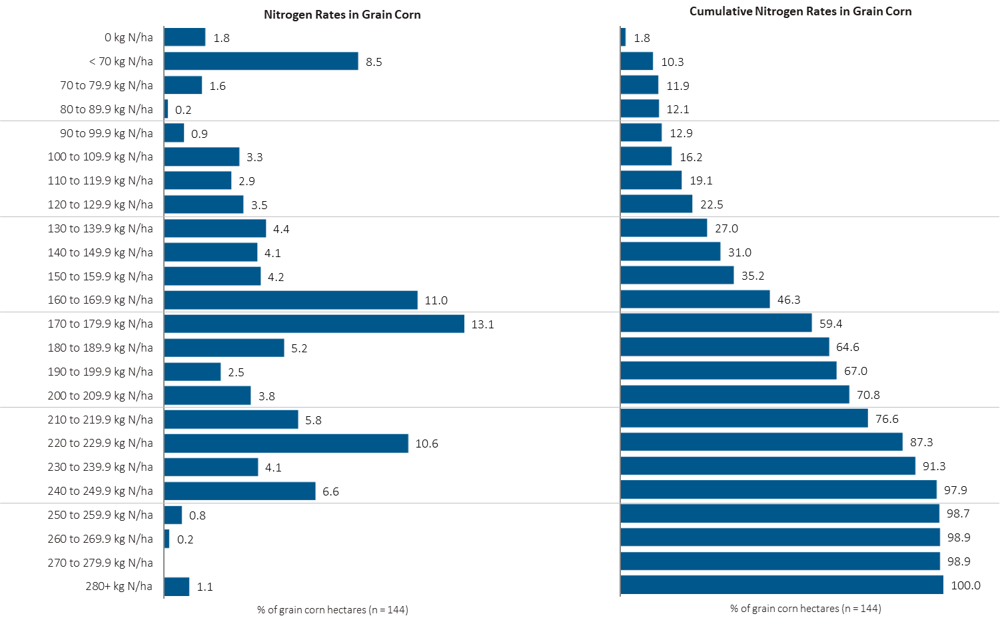 Nitrogen Rates in Grain Corn
Cumulative Nitrogen Rates in Grain Corn
0 kg N/ha 1.8 1.8
< 70 kg N/ha 8.5 10.3
70 to 79.9 kg N/ha 1.6 11.9
80 to 89.9 kg N/ha 0.2 12.1
90 to 99.9 kg N/ha 0.9 12.9
100 to 109.9 kg N/ha 3.3 16.2
110 to 119.9 kg N/ha 2.9 19.1
120 to 129.9 kg N/ha 3.5 22.5
130 to 139.9 kg N/ha 4.4 27.0
140 to 149.9 kg N/ha 4.1 31.0
150 to 159.9 kg N/ha 4.2 35.2
160 to 169.9 kg N/ha 11.0 46.3
170 to 179.9 kg N/ha 13.1 59.4
180 to 189.9 kg N/ha 5.2 64.6
190 to 199.9 kg N/ha 2.5 67.0
200 to 209.9 kg N/ha 3.8 70.8
210 to 219.9 kg N/ha 5.8 76.6
220 to 229.9 kg N/ha 10.6 87.3
230 to 239.9 kg N/ha 4.1 91.3
240 to 249.9 kg N/ha 6.6 97.9
250 to 259.9 kg N/ha 0.8 98.7
260 to 269.9 kg N/ha 0.2 98.9
270 to 279.9 kg N/ha 98.9
280+ kg N/ha 1.1 100.0
% of grain corn hectares (n = 144)
% of grain corn hectares (n = 144)